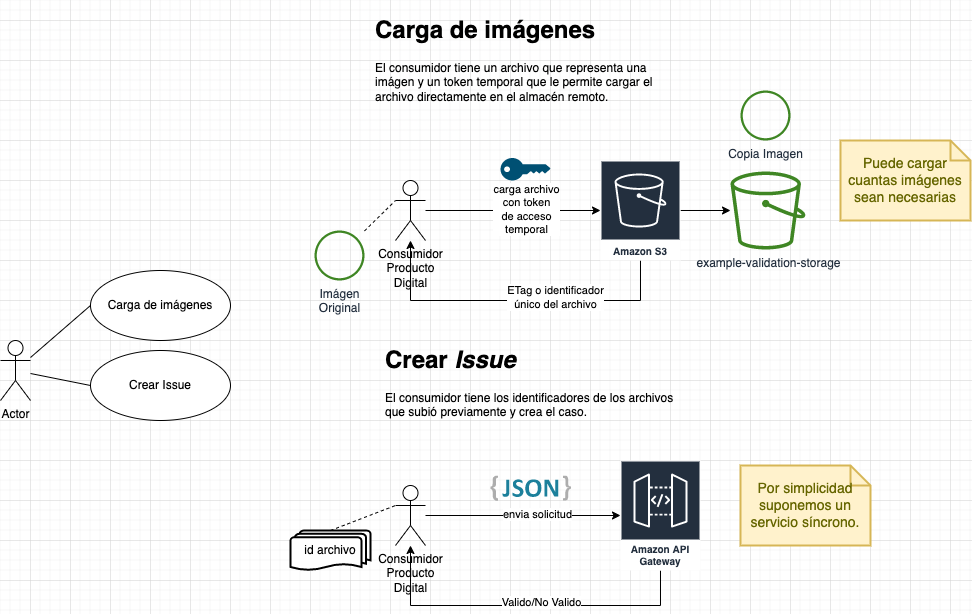 Carga de imágenes
El consumidor tiene un archivo que representa una
imágen y un token temporal que le permite cargar el
archivo directamente en el almacén remoto.
Copia Imagen
Puede cargar
cuantas imágenes
sean necesarias
carga archivo
con token
de acceso
temporal
Amazon S3
example-validation-storage
Consumidor
Producto
Digital
Imágen
Original
ETag o identificador
único del archivo
Carga de imágenes
Crear Issue
Actor
Crear Issue
El consumidor tiene los identificadores de los archivos
que subió previamente y crea el caso.
{JSON}
envia solicitud
Por simplicidad
suponemos un
servicio síncrono.
id archivo
Consumidor
Producto
Digital
Amazon API
Gateway
Valido/No Valido